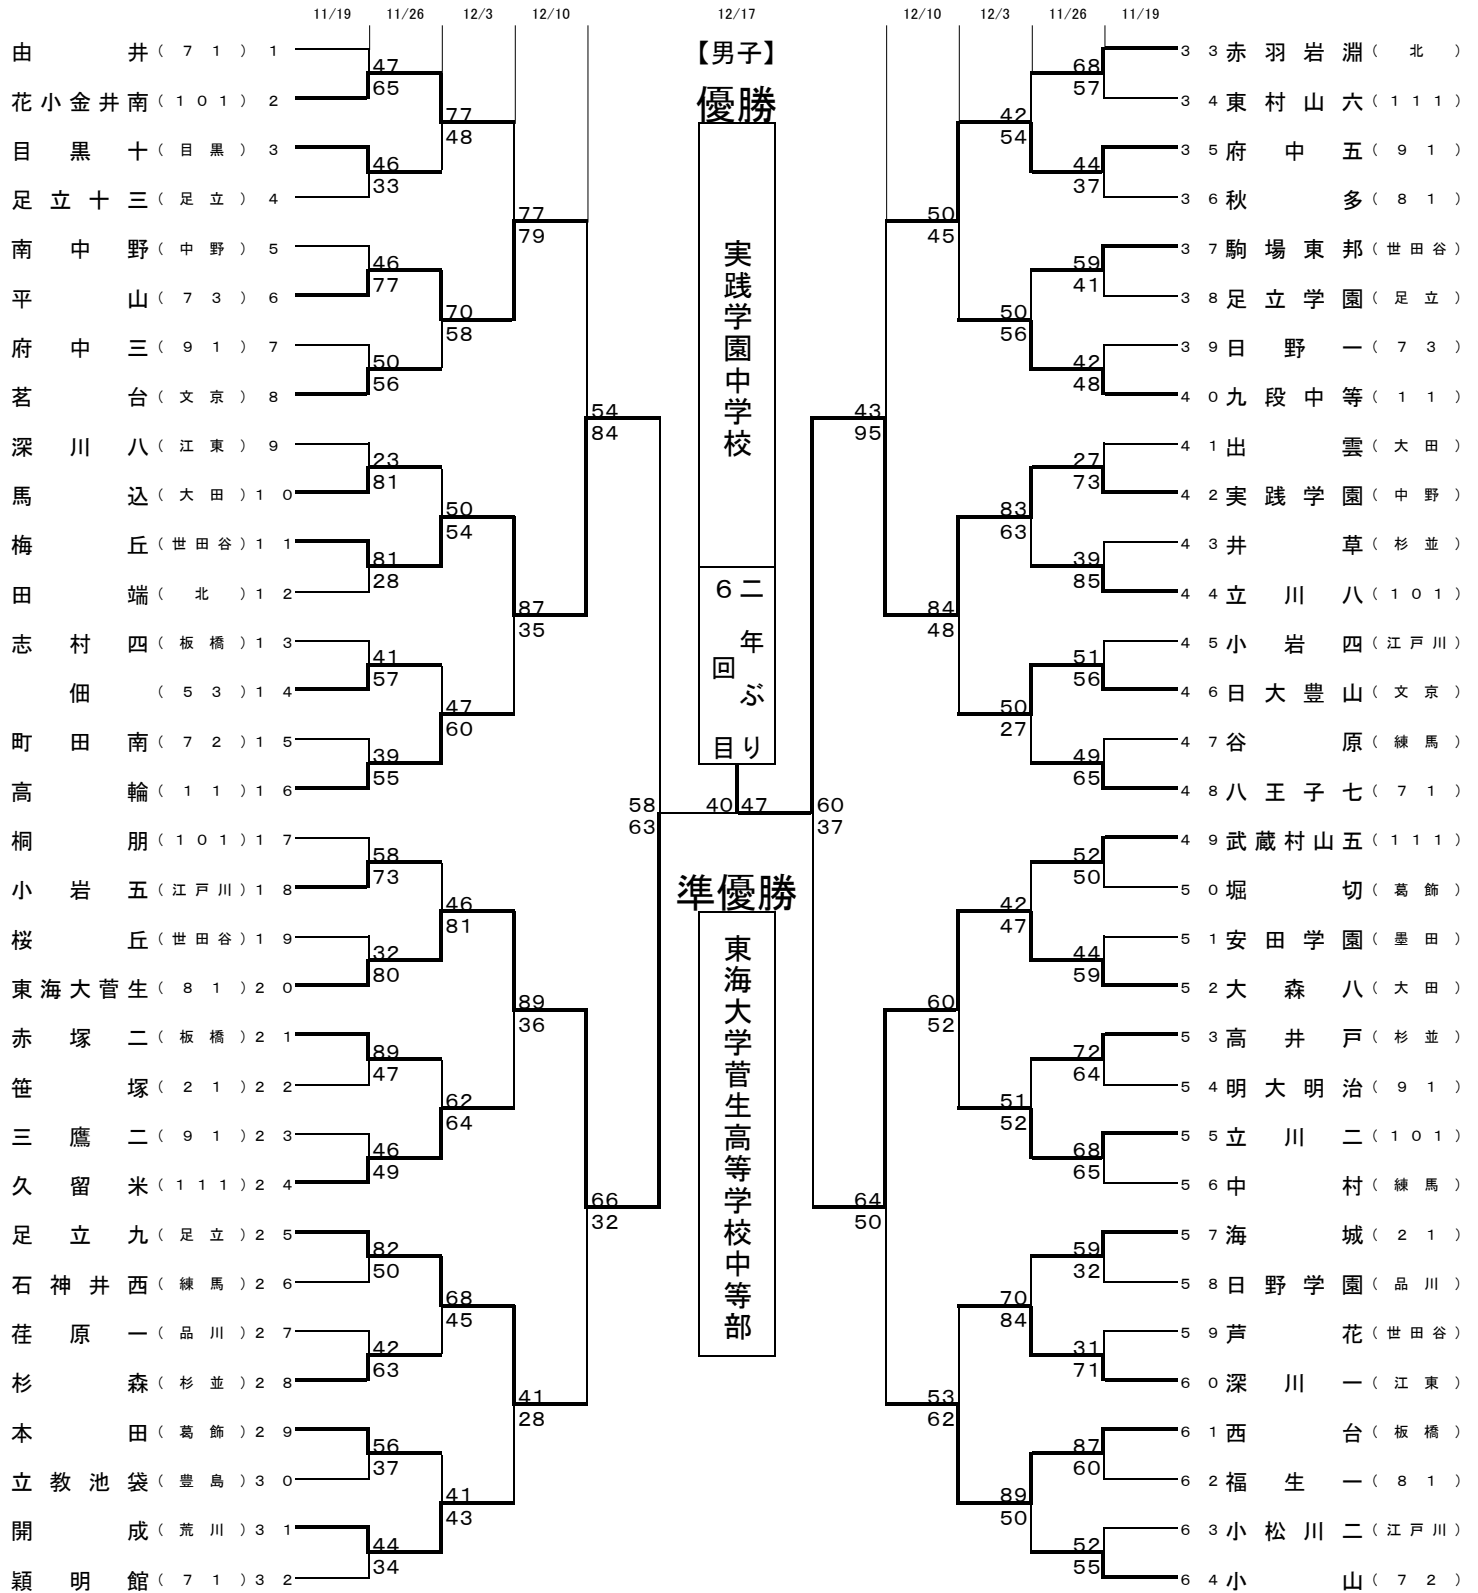 11/19 11/26 12/3 12/10 12/17 12/10 12/3 11/26 11/19
【男子】
優勝
実践学園中学校
二年ぶり
6回目
40 47
準優勝
東海大学菅生高等学校中等部
由井（71）1
47
65
花小金井南（101）2
77
48
目黒十（目黒）3
46
33
足立十三（足立）4
77
79
南中野（中野）5
46
77
平山（73）6
70
58
府中三（91）7
50
56
茗台（文京）8
54
84
深川八（江東）9
23
81
馬込（大田）10
50
54
梅丘（世田谷）11
81
28
田端（北）12
87
35
志村四（板橋）13
41
57
佃（53）14
47
60
町田南（72）15
39
55
高輪（11）16
58
63
桐朋（101）17
58
73
小岩五（江戸川）18
46
81
桜丘（世田谷）19
32
80
東海大菅生（81）20
89
36
赤塚二（板橋）21
89
47
笹塚（21）22
62
64
三鷹二（91）23
46
49
久留米（111）24
66
32
足立九（足立）25
82
50
石神井西（練馬）26
68
45
荏原一（品川）27
42
63
杉森（杉並）28
41
28
本田（葛飾）29
56
37
立教池袋（豊島）30
41
43
開成（荒川）31
44
34
穎明館（71）32
33 赤羽岩淵（北）
68
57
34 東村山六（111）
42
54
35 府中五（91）
44
37
36 秋多（81）
50
45
37 駒場東邦（世田谷）
59
41
38 足立学園（足立）
50
56
39 日野一（73）
42
48
40 九段中等（11）
43
95
41 出雲（大田）
27
73
42 実践学園（中野）
83
63
43 井草（杉並）
39
85
44 立川八（101）
84
48
45 小岩四（江戸川）
51
56
46 日大豊山（文京）
50
27
47 谷原（練馬）
49
65
48 八王子七（71）
60
37
49 武蔵村山五（111）
52
50
50 堀切（葛飾）
42
47
51 安田学園（墨田）
44
59
52 大森八（大田）
60
52
53 高井戸（杉並）
72
64
54 明大明治（91）
51
52
55 立川二（101）
68
65
56 中村（練馬）
64
50
57 海城（21）
59
32
58 日野学園（品川）
70
84
59 芦花（世田谷）
31
71
60 深川一（江東）
53
62
61 西台（板橋）
87
60
62 福生一（81）
89
50
63 小松川二（江戸川）
52
55
64 小山（72）